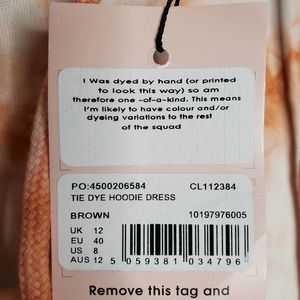 I Was dyed by hand (or printed
to look this way) so am
therefore one -of-a-kind. This means
I'm likely to have colour and/or
dyeing variations to the rest
of the squad
PO:4500206584 CL112384
TIE DYE HOODIE DRESS
BROWN 10197976005
UK 12
EU 40
US 8
AUS 12
5 059381 034796
Remove this tag and